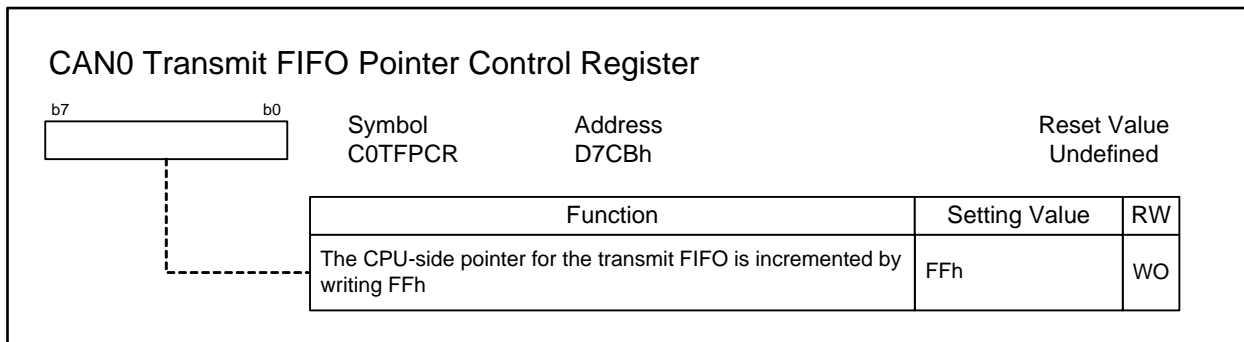 CAN0 Transmit FIFO Pointer Control Register
b7 b0
Symbol Address Reset Value
C0TFPCR D7CBh Undefined
Function Setting Value RW
The CPU-side pointer for the transmit FIFO is incremented by
writing FFh
FFh WO